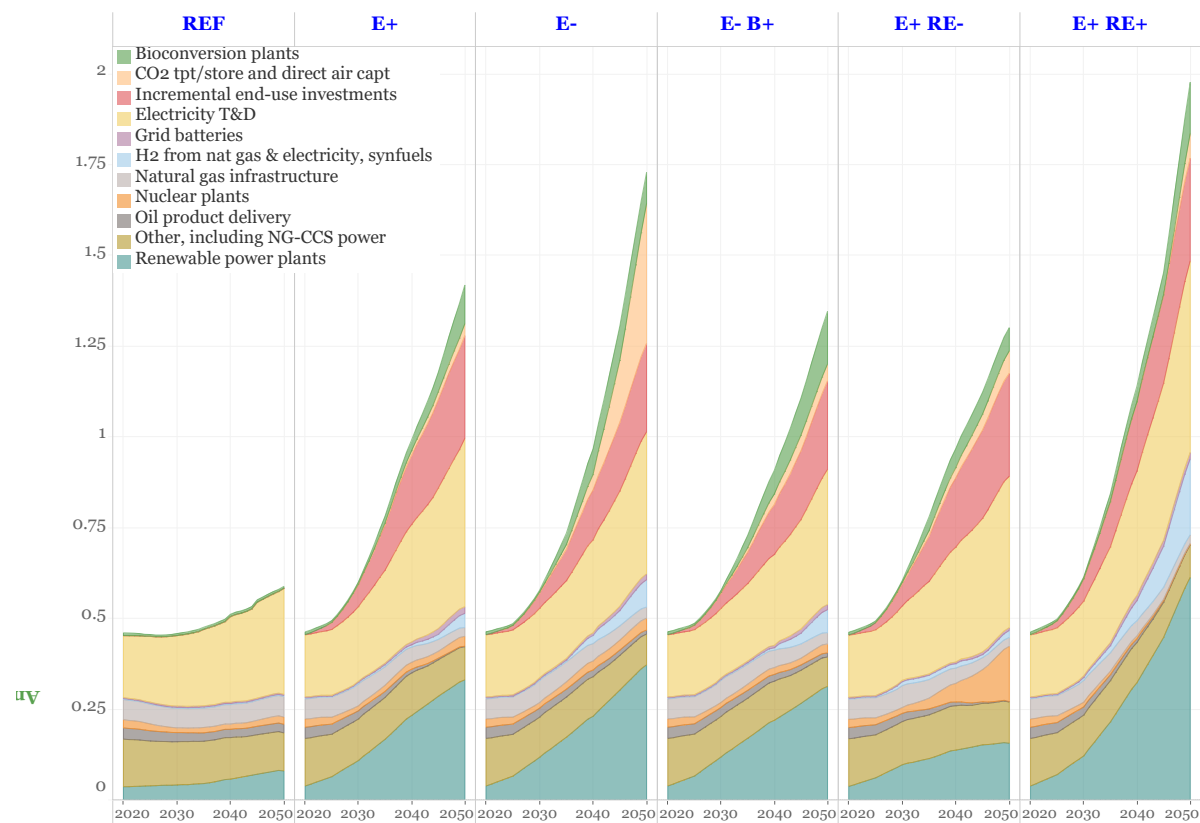 REF E+ E- E- B+ E+ RE- E+ RE+
Bioconversion plants
CO2 tpt/store and direct air capt
Incremental end-use investments
Electricity T&D
Grid batteries
H2 from nat gas & electricity, synfuels
Natural gas infrastructure
Nuclear plants
Oil product delivery
Other, including NG-CCS power
Renewable power plants
2
1.75
1.5
1.25
1
0.75
0.5
0.25
0
2020 2030 2040 2050 2020 2030 2040 2050 2020 2030 2040 2050 2020 2030 2040 2050 2020 2030 2040 2050 2020 2030 2040 2050